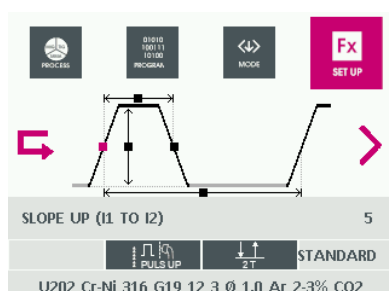 01010
100111
10100
Fx
PROCESS
PROGRAM
MODE
SET UP
SLOPE UP (I1 TO I2) 5
PULS UP
2T
STANDARD
U202 Cr-Ni 316 G19 12 3 Ø 1.0 Ar 2-3% CO2